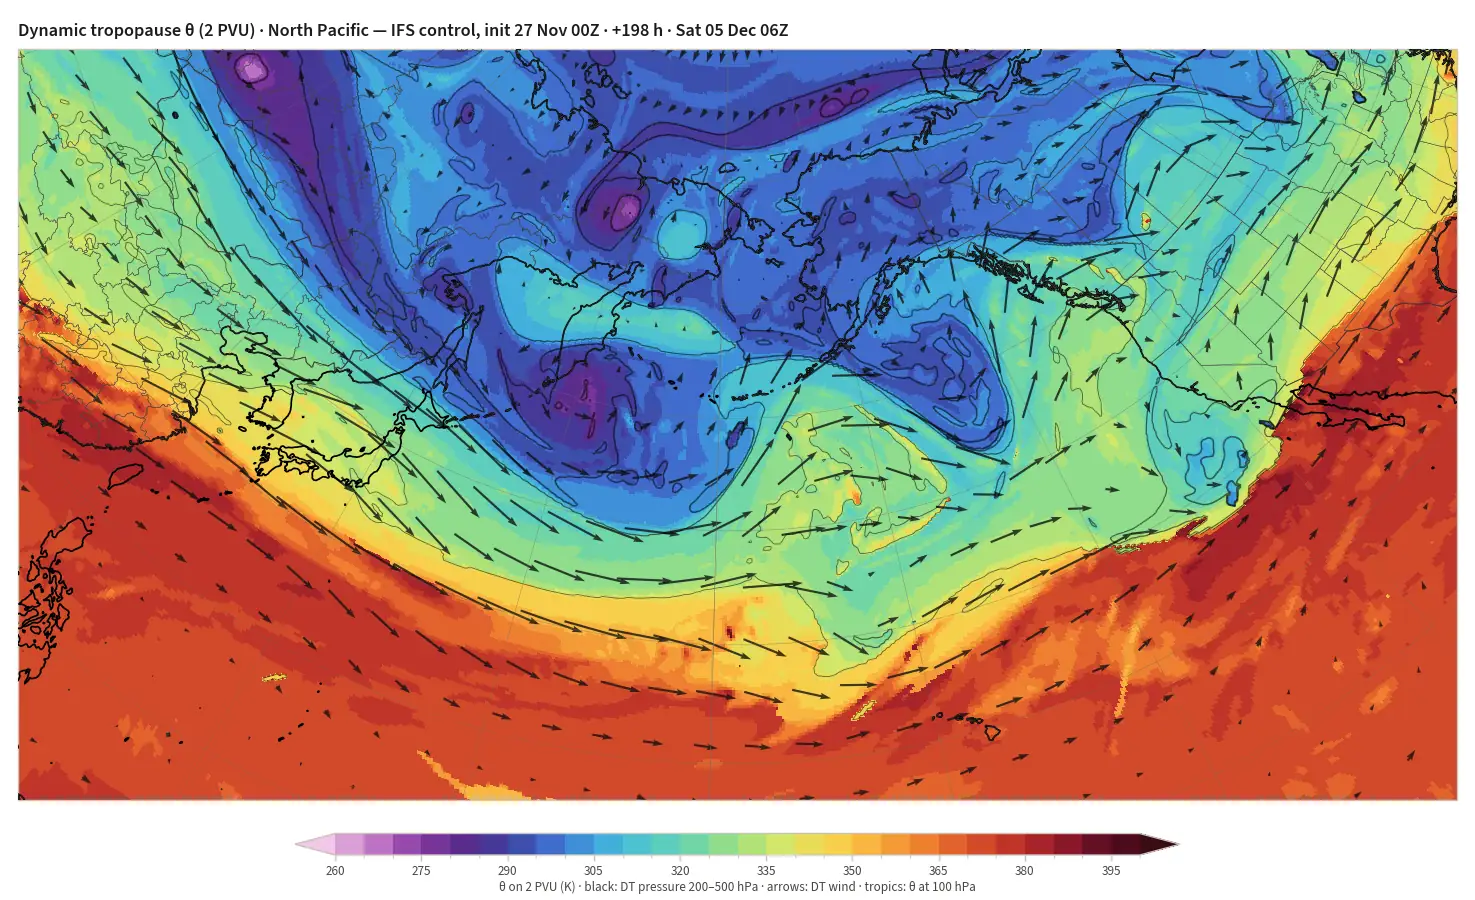 Dynamic tropopause θ (2 PVU) · North Pacific — IFS control, init 27 Nov 00Z · +198 h · Sat 05 Dec 06Z
260 275 290 305 320 335 350 365 380 395
θ on 2 PVU (K) · black: DT pressure 200–500 hPa · arrows: DT wind · tropics: θ at 100 hPa